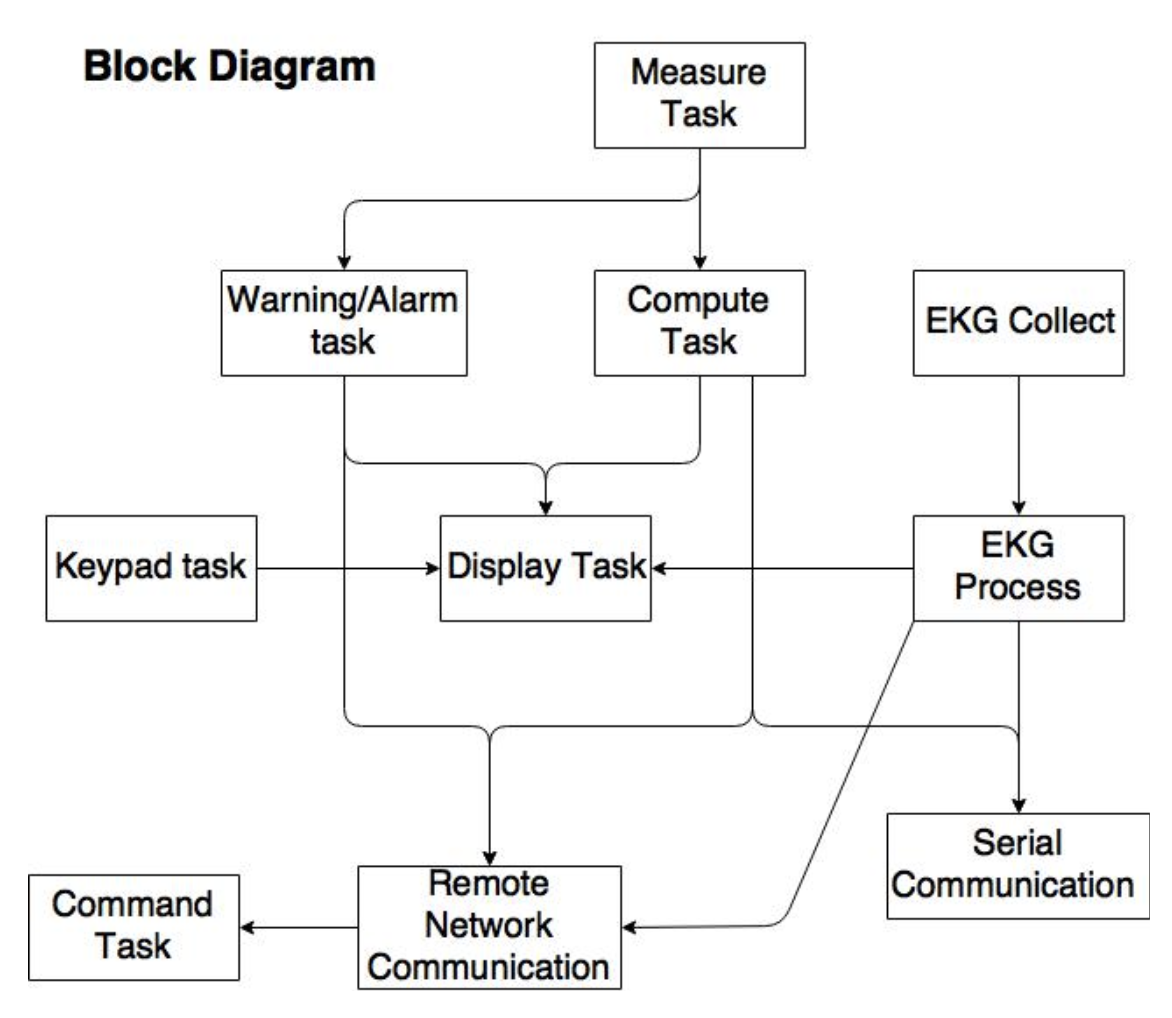 Block Diagram
Measure
Task
Warning/Alarm
task
Compute
Task
EKG Collect
Keypad task
Display Task
EKG
Process
Serial
Communication
Command
Task
Remote
Network
Communication